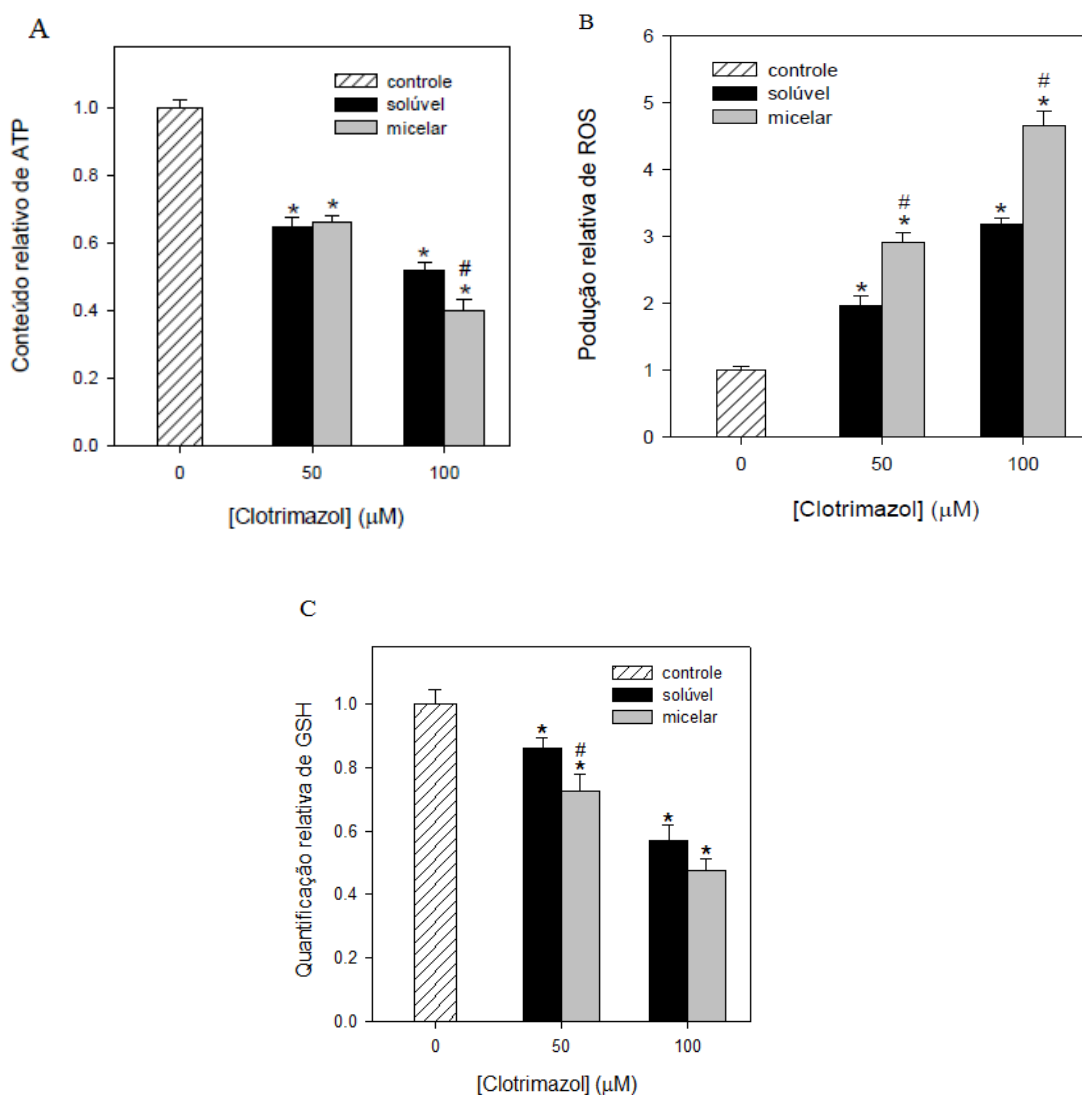 A
Conteúdo relativo de ATP
controle
solúvel
micelar
1.0
0.8
0.6
0.4
0.2
0.0
* * * # *
0 50 100
[Clotrimazol] (μM)
B
Podução relativa de ROS
controle
solúvel
micelar
6
5
4
3
2
1
0
* # * * # *
0 50 100
[Clotrimazol] (μM)
C
Quantificação relativa de GSH
controle
solúvel
micelar
1.0
0.8
0.6
0.4
0.2
0.0
* # * * *
0 50 100
[Clotrimazol] (μM)